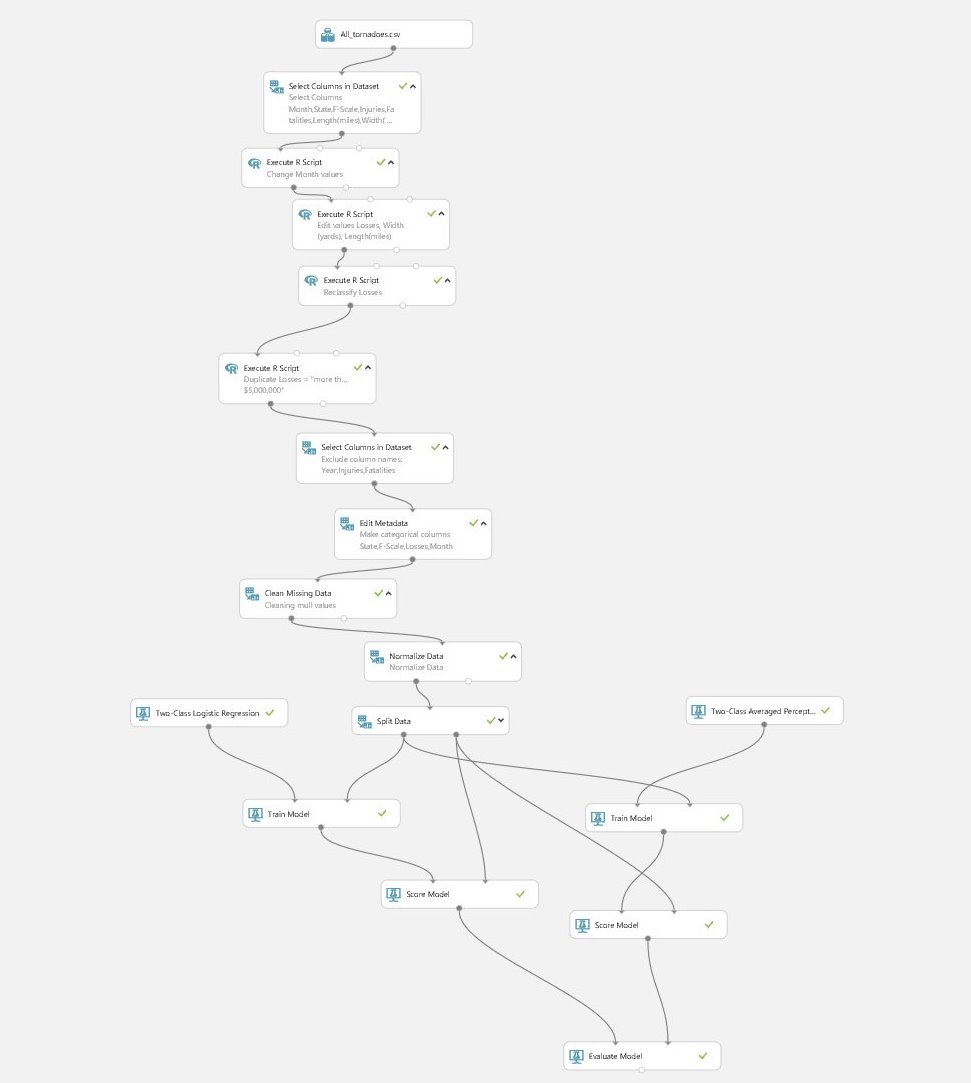 All_tornadoes.csv
Select Columns in Dataset
Select Columns
Month,State,F-Scale,Injuries,Fa
talities,Length(miles),Width( ...
Execute R Script
Change Month values
Execute R Script
Edit values Losses, Width
(yards), Length(miles)
Execute R Script
Reclassify Losses
Execute R Script
Duplicate Losses = "more th...
$5,000,000"
Select Columns in Dataset
Exclude column names:
Year,Injuries,Fatalities
Edit Metadata
Make categorical columns
State,F-Scale,Losses,Month
Clean Missing Data
Cleaning mull values
Normalize Data
Normalize Data
Two-Class Logistic Regression
Split Data
Two-Class Averaged Percept...
Train Model
Train Model
Score Model
Score Model
Evaluate Model